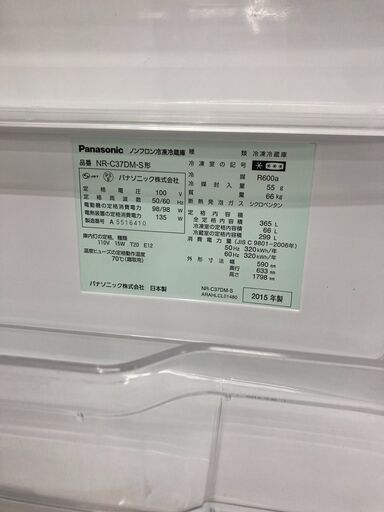 Panasonic ノンフロン冷凍冷蔵庫
品番 NR-C37DM-S形
JET
パナソニック株式会社
定格電圧 100 V
定格周波数 50/60 Hz
電動機の定格消費電力 98/98 W
電熱装置の定格消費電力 135 W
製造番号 A 5516410
庫内灯の定格、種類
110V 15W T20 E12
温度ヒューズの定格動作温度
70℃(霜取用)
パナソニック株式会社 日本製
種類 冷凍冷蔵庫
冷凍室の記号
冷媒 R600a
冷媒封入量 55 g
質量 66 kg
断熱発泡ガス シクロペンタン
定格内容積
全定格内容積 365 L
冷凍室の定格内容積 66 L
冷蔵室の定格内容積 299 L
消費電力量 (JIS C 9801-2006年)
50 Hz 320 kWh/年
60 Hz 320 kWh/年
外形寸法 幅 590 mm
奥行 633 mm
高さ 1798 mm
NR-C37DM-S
ARAHLCL01480
2015 年製